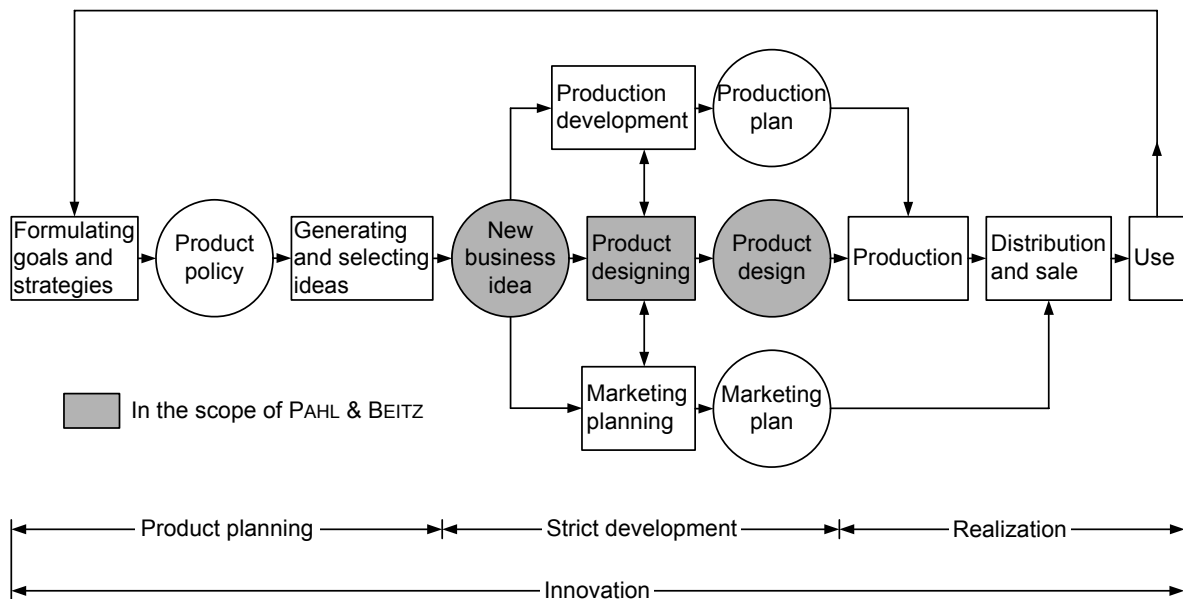 Production
development
Production
plan
Formulating
goals and
strategies
Product
policy
Generating
and selecting
ideas
New
business
idea
Product
designing
Product
design
Production
Distribution
and sale
Use
Marketing
planning
Marketing
plan
In the scope of PAHL & BEITZ
Product planning
Strict development
Realization
Innovation